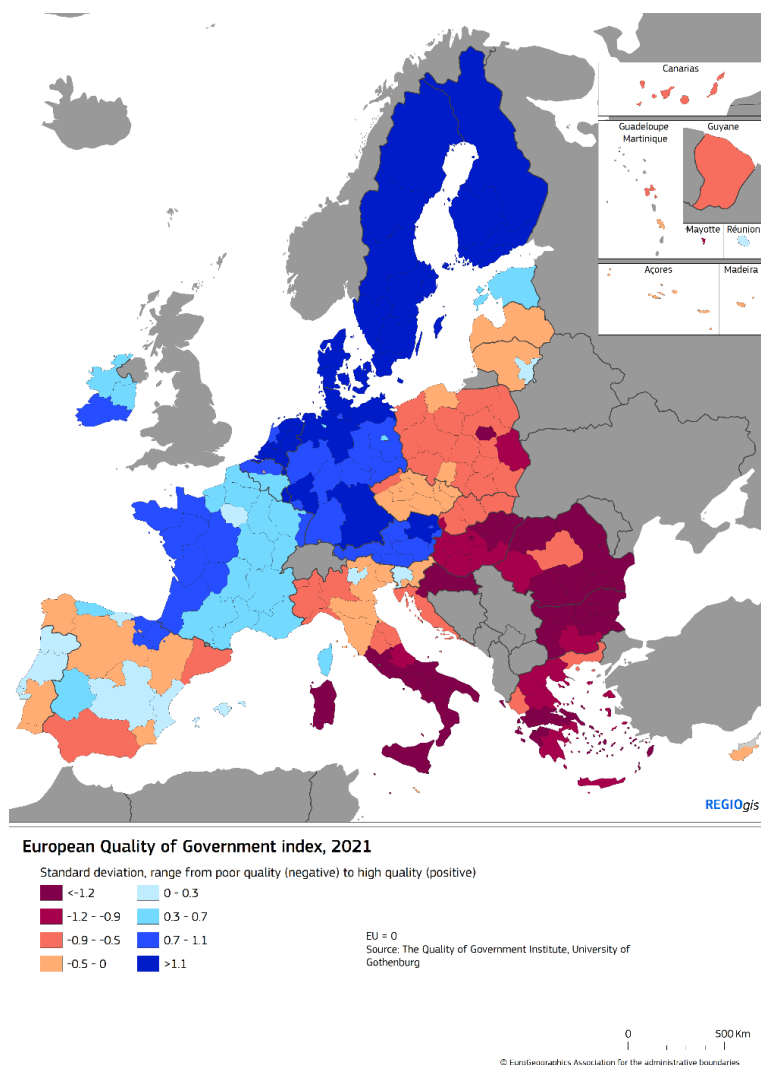 Canarias
Guadeloupe
Martinique
Guyane
Mayotte
Réunion
Açores
Madeira
REGIOgis
European Quality of Government index, 2021
Standard deviation, range from poor quality (negative) to high quality (positive)
<-1.2
-1.2 - -0.9
-0.9 - -0.5
-0.5 - 0
0 - 0.3
0.3 - 0.7
0.7 - 1.1
>1.1
EU = 0
Source: The Quality of Government Institute, University of
Gothenburg
0 500 Km
© EuroGeographics Association for the administrative boundaries